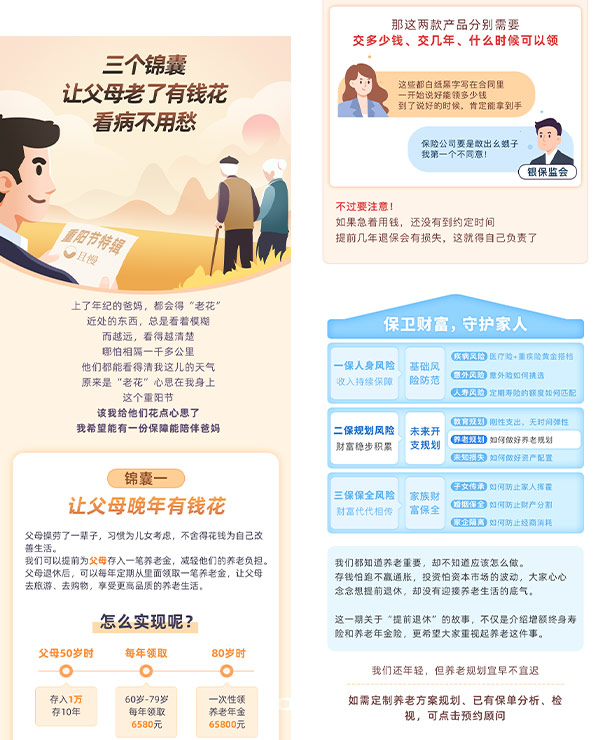 三个锦囊
让父母老了有钱花
看病不用愁
重阳节特辑
且慢
上了年纪的爸妈，都会得“老花”
近处的东西，总是看着模糊
而越远，看得越清楚
哪怕相隔一千多公里
他们都能看得清我这儿的天气
原来是“老花”心思在我身上
这个重阳节
该我给他们花点心思了
我希望能有一份保障能陪伴爸妈
锦囊一
让父母晚年有钱花
父母操劳了一辈子，习惯为儿女考虑，不舍得花钱为自己改
善生活。
我们可以提前为父母存入一笔养老金，减轻他们的养老负担。
父母退休后，可以每年定期从里面领取一笔养老金，让父母
去旅游、去购物，享受更高品质的养老生活。
怎么实现呢？
父母50岁时
每年领取
80岁时
存入1万
存10年
60岁-79岁
每年领取
6580元
一次性领
养老年金
65800元
那这两款产品分别需要
交多少钱、交几年、什么时候可以领
这些都白纸黑字写在合同里
一开始说好能领多少钱
到了说好的时候，肯定能拿到手
保险公司要是敢出幺蛾子
我第一个不同意！
银保监会
不过要注意！
如果急着用钱，还没有到约定时间
提前几年退保会有损失，这就得自己负责了
保卫财富，守护家人
一保人身风险
收入持续保障
基础风
险防范
疾病风险 医疗险+重疾险黄金搭档
意外风险 意外险如何挑选
人寿风险 定期寿险的额度如何匹配
二保规划风险
财富稳步积累
未来开
支规划
教育规划 刚性支出、无时间弹性
养老规划 如何做好养老规划
未知损失 如何做好资产配置
三保保全风险
财富代代相传
家族财
富保全
子女传承 如何防止家人挥霍
婚姻保全 如何防止财产分割
家企隔离 如何防止经商消耗
我们都知道养老重要，却不知道应该怎么做。
存钱怕跑不赢通胀，投资怕资本市场的波动，大家心心
念念想提前退休，却没有迎接养老生活的底气。
这一期关于“提前退休”的故事，不仅是介绍增额终身寿
险和养老年金险，更希望大家重视起养老这件事。
我们还年轻，但养老规划宜早不宜迟
如需定制养老方案规划、已有保单分析、检
视，可点击预约顾问